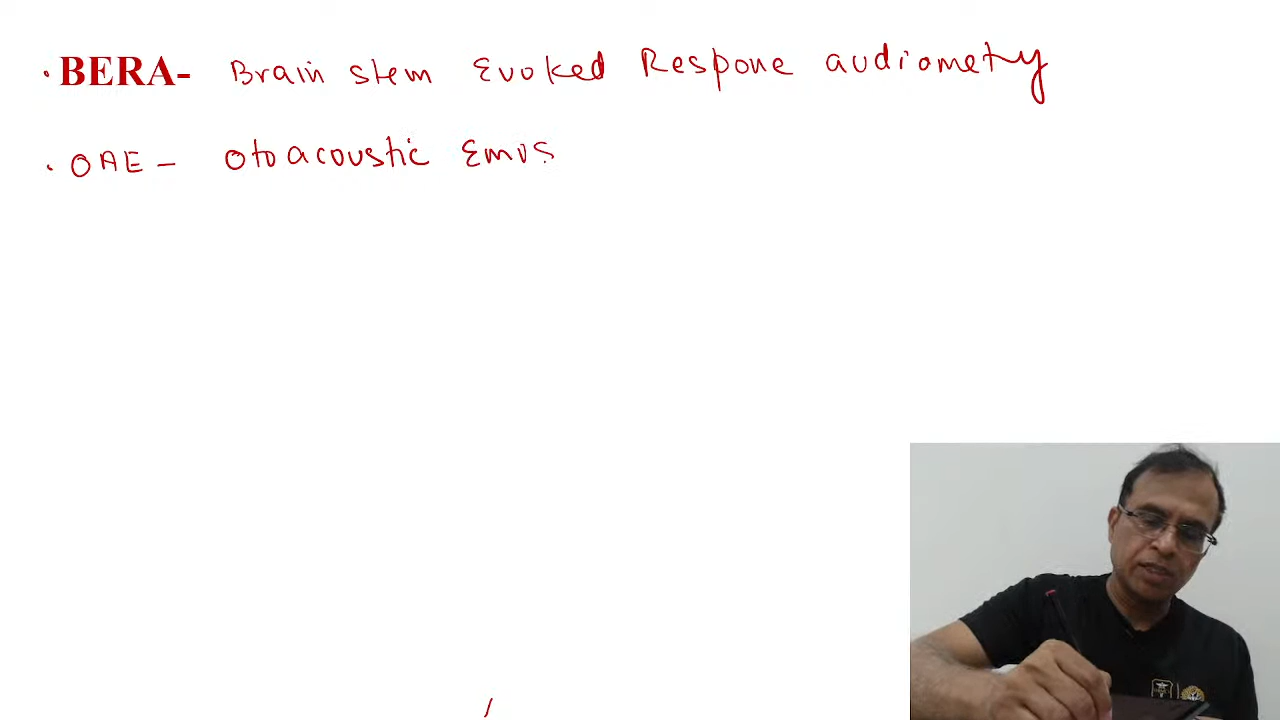 · BERA- Brain stem Evoked Respone audiometry
· OAE - Otoacoustic Emis